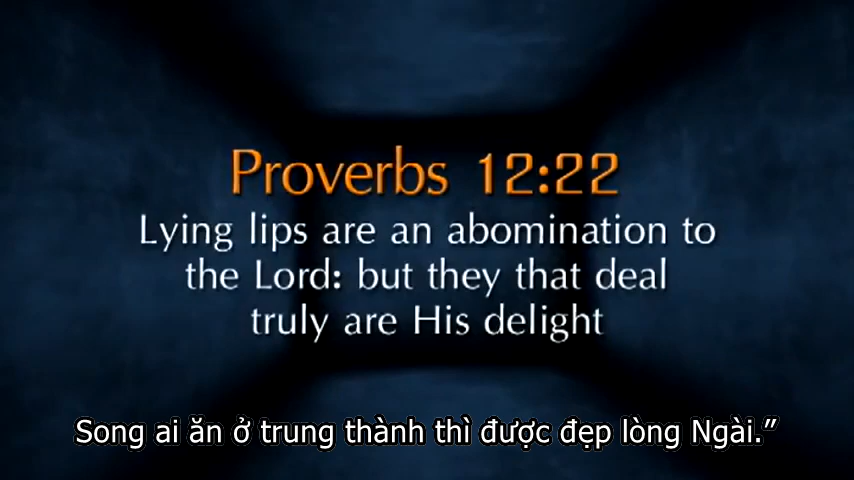 Proverbs 12:22
Lying lips are an abomination to
the Lord: but they that deal
truly are His delight
Song ai ăn ở trung thành thì được đẹp lòng Ngài.”